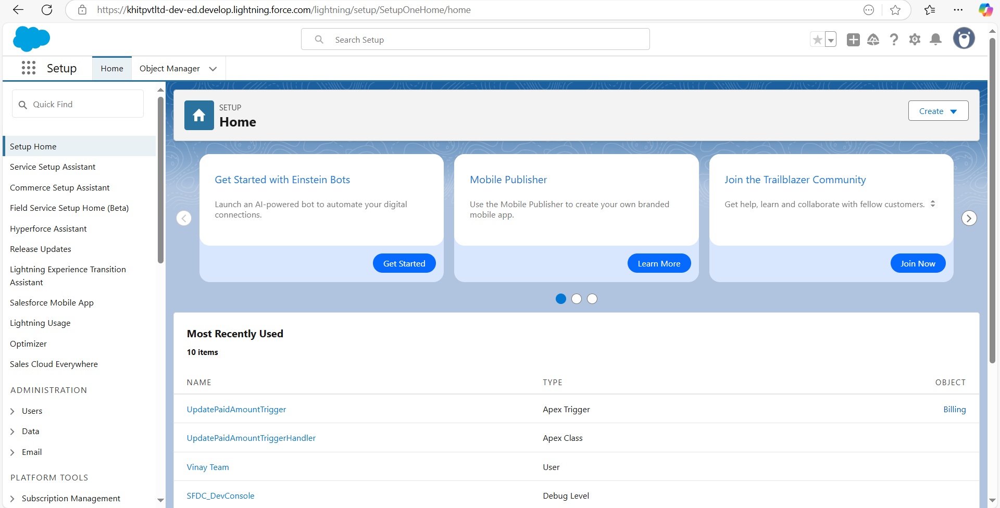 https://khitpvtltd-dev-ed.develop.lightning.force.com/lightning/setup/SetupOneHome/home
Search Setup
Setup
Home
Object Manager
Quick Find
Setup Home
Service Setup Assistant
Commerce Setup Assistant
Field Service Setup Home (Beta)
Hyperforce Assistant
Release Updates
Lightning Experience Transition
Assistant
Salesforce Mobile App
Lightning Usage
Optimizer
Sales Cloud Everywhere
ADMINISTRATION
Users
Data
Email
PLATFORM TOOLS
Subscription Management
SETUP
Home
Create
Get Started with Einstein Bots
Launch an AI-powered bot to automate your digital
connections.
Get Started
Mobile Publisher
Use the Mobile Publisher to create your own branded
mobile app.
Learn More
Join the Trailblazer Community
Get help, learn and collaborate with fellow customers.
Join Now
Most Recently Used
10 items
NAME TYPE OBJECT
UpdatePaidAmountTrigger Apex Trigger Billing
UpdatePaidAmountTriggerHandler Apex Class
Vinay Team User
SFDC_DevConsole Debug Level